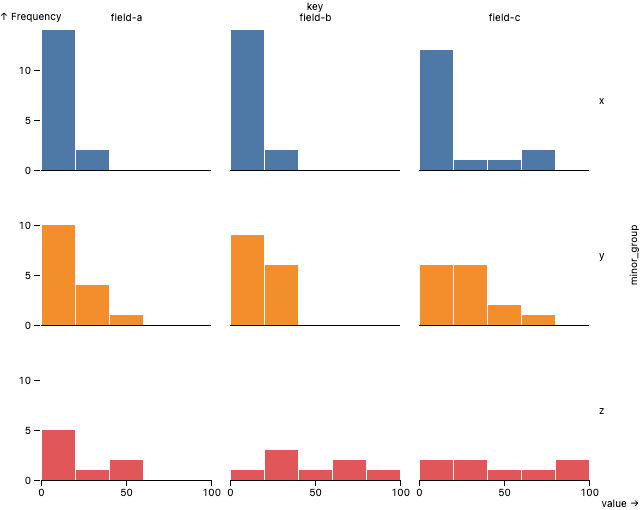 key
↑ Frequency
field-a
field-b
field-c
10
5
0
x
10
5
0
y
minor_group
10
5
0
z
0
50
100
0
50
100
0
50
100
value →